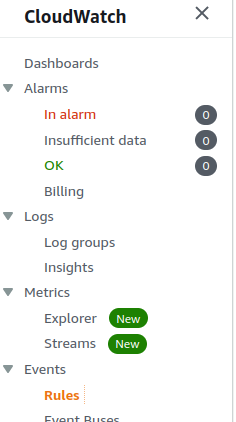 CloudWatch
Dashboards
Alarms
In alarm 0
Insufficient data 0
OK 0
Billing
Logs
Log groups
Insights
Metrics
Explorer New
Streams New
Events
Rules
Event Buses